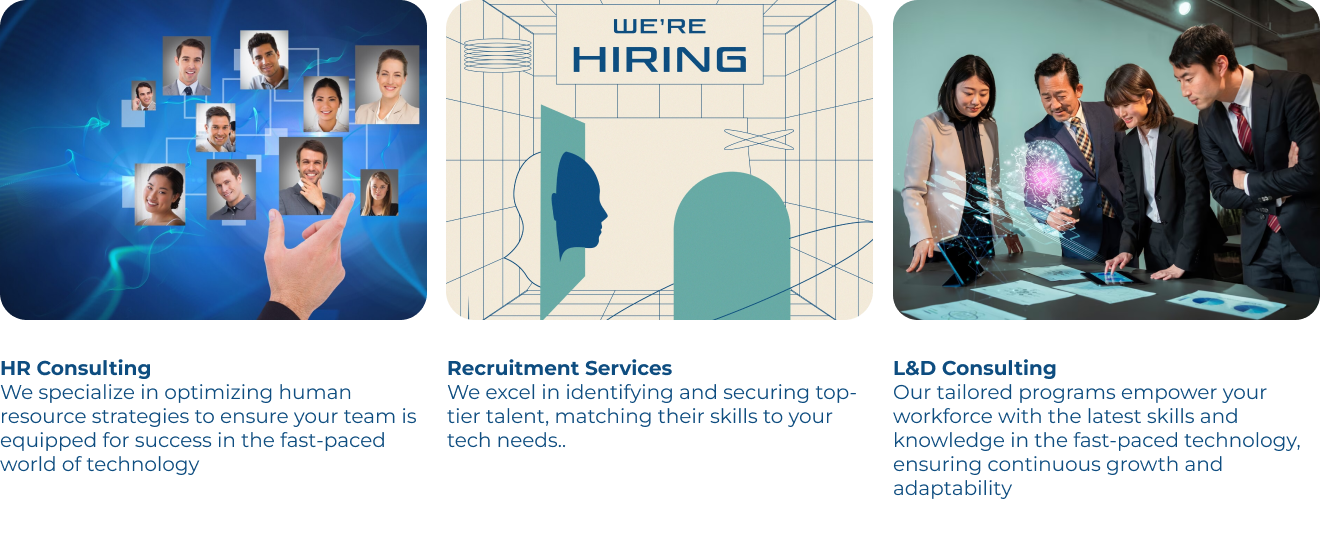 WE'RE
HIRING
HR Consulting
We specialize in optimizing human
resource strategies to ensure your team is
equipped for success in the fast-paced
world of technology
Recruitment Services
We excel in identifying and securing top-
tier talent, matching their skills to your
tech needs..
L&D Consulting
Our tailored programs empower your
workforce with the latest skills and
knowledge in the fast-paced technology,
ensuring continuous growth and
adaptability